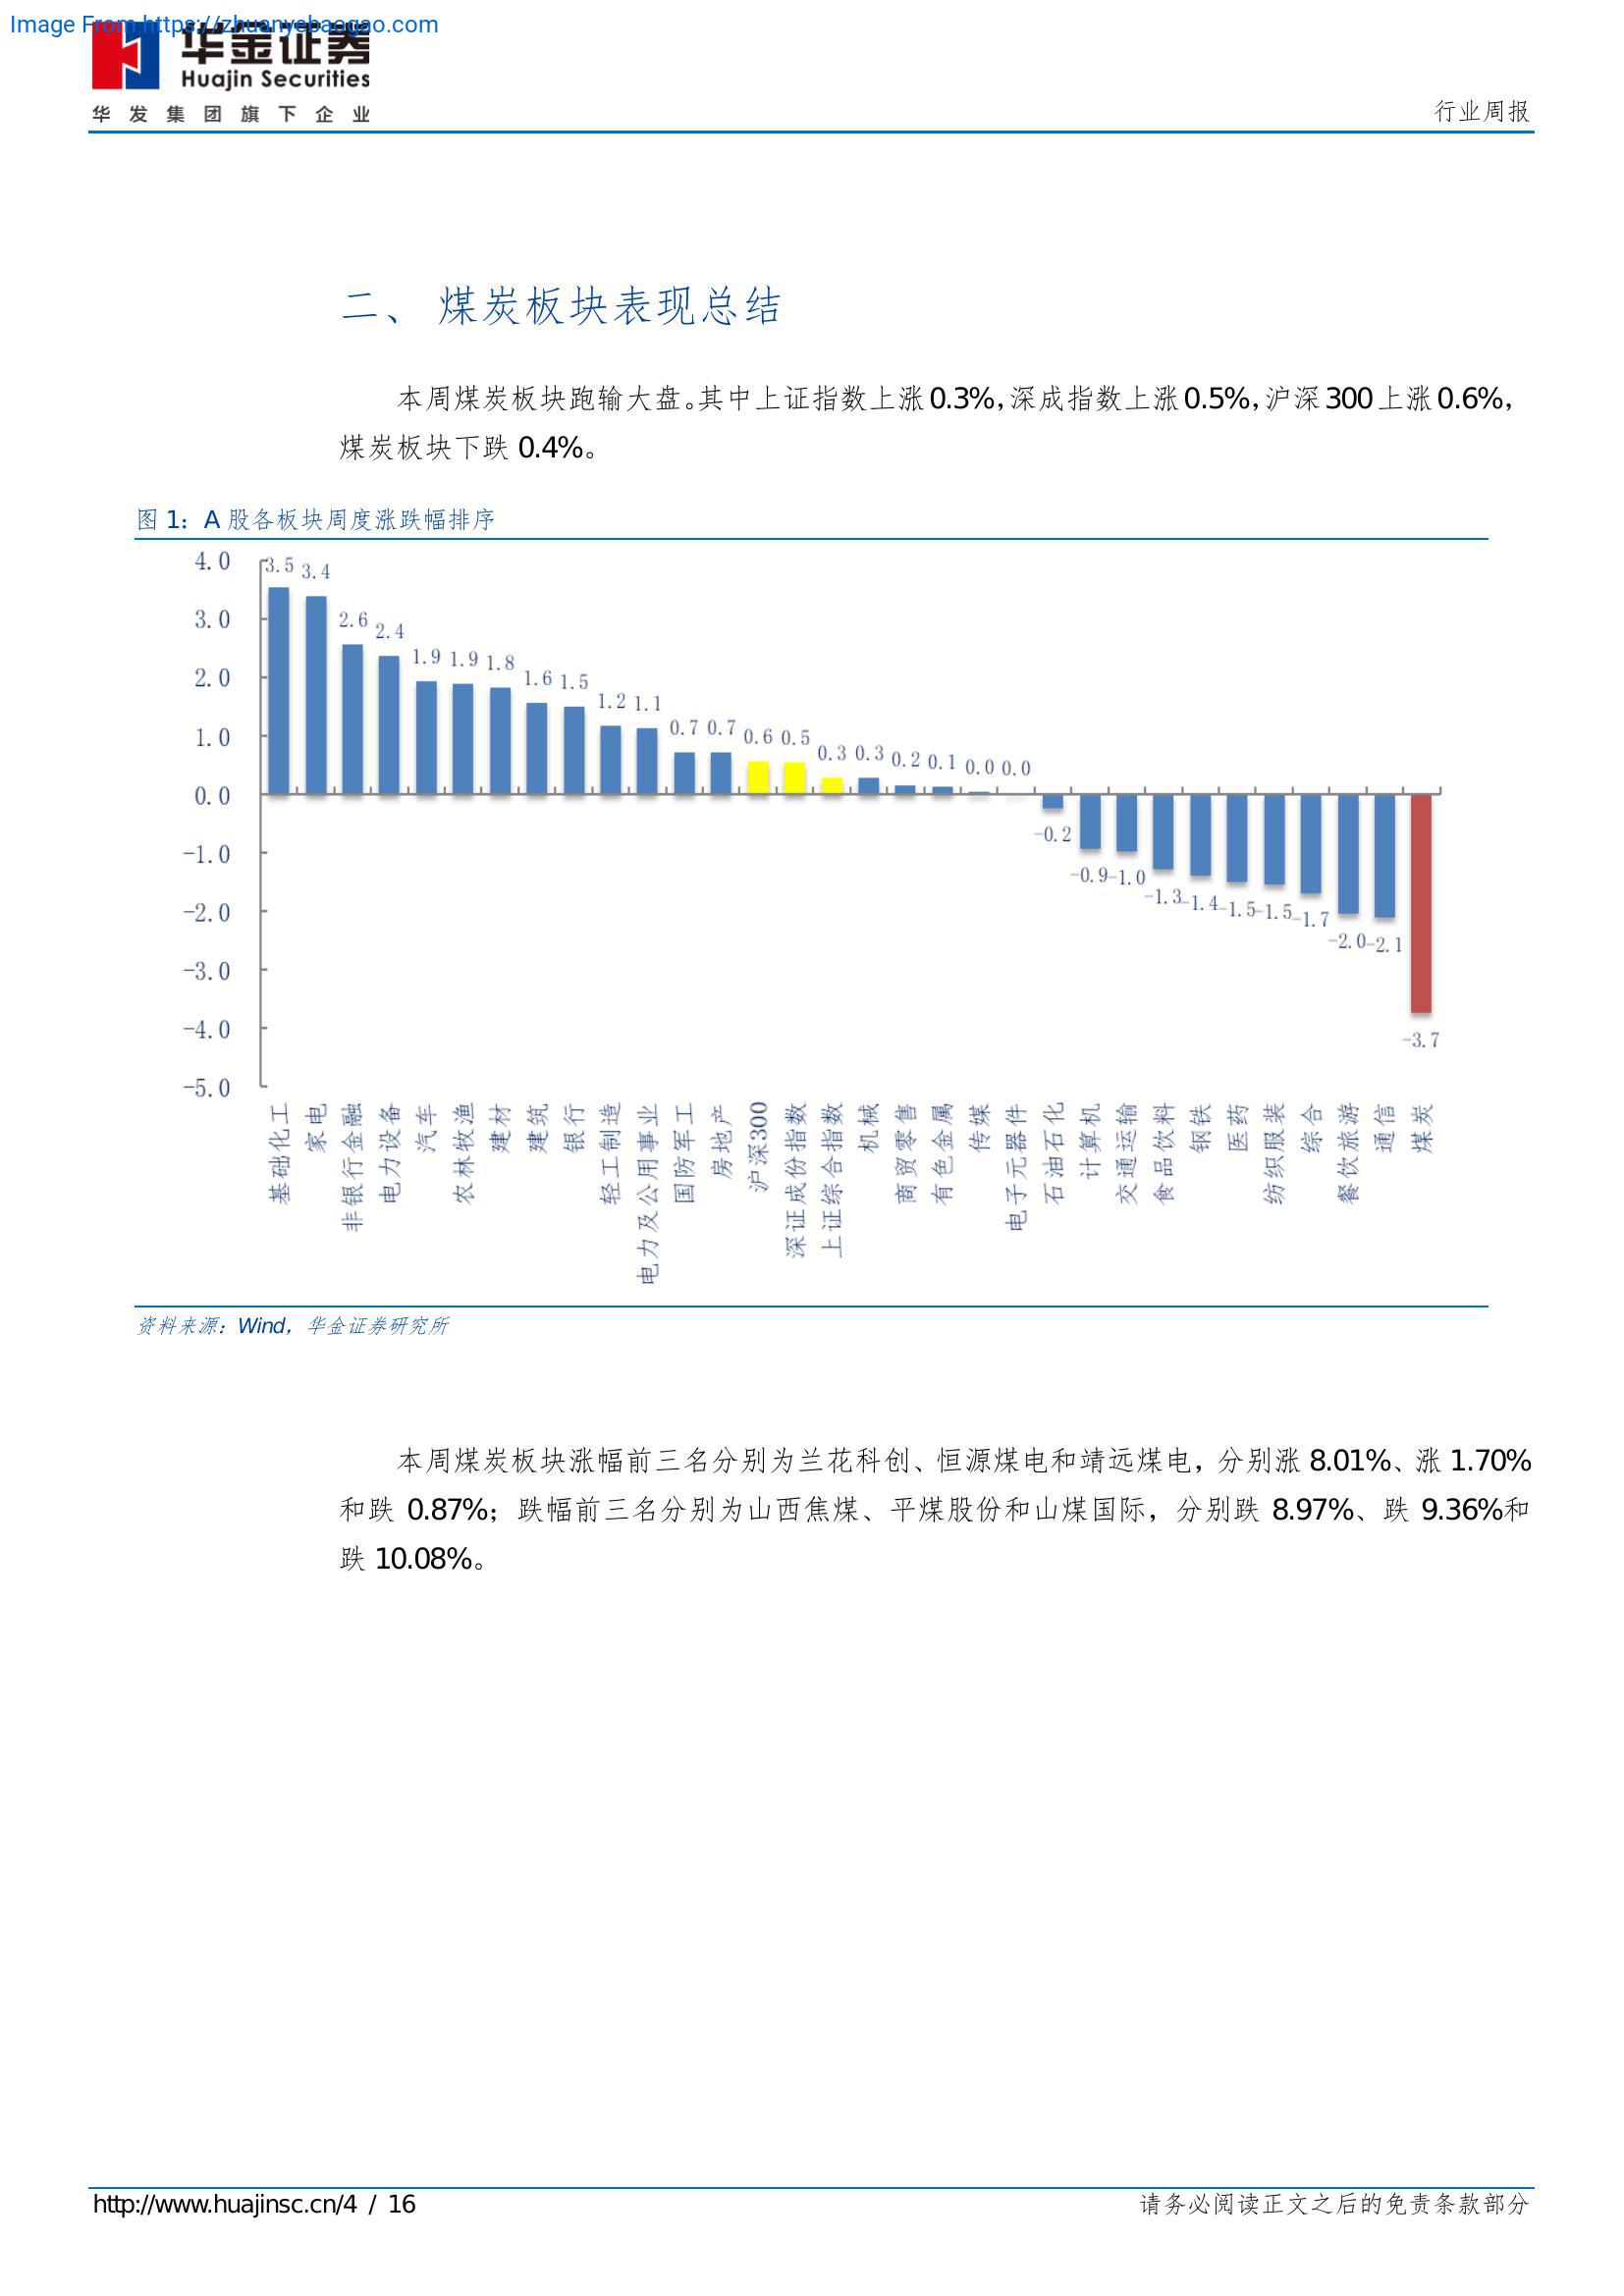 Image From https://zhuanyebaogao.com
华金证券
Huajin Securities
华发集团旗下企业
行业周报
二、 煤炭板块表现总结
本周煤炭板块跑输大盘。其中上证指数上涨 0.3%，深成指数上涨 0.5%，沪深 300 上涨 0.6%，
煤炭板块下跌 0.4%。
图 1：A 股各板块周度涨跌幅排序
4.0
3.0
2.0
1.0
0.0
-1.0
-2.0
-3.0
-4.0
-5.0
3.5 3.4 2.6 2.4 1.9 1.9 1.8 1.6 1.5 1.2 1.1 0.7 0.7 0.6 0.5 0.3 0.3 0.2 0.1 0.0 0.0 -0.2 -0.9 -1.0 -1.3 -1.4 -1.5 -1.5 -1.7 -2.0 -2.1 -3.7
基础化工
家电
非银行金融
电力设备
汽车
农林牧渔
建材
建筑
银行
轻工制造
电力及公用事业
国防军工
房地产
沪深300
深证成份指数
上证综合指数
机械
商贸零售
有色金属
传媒
电子元器件
石油石化
计算机
交通运输
食品饮料
钢铁
医药
纺织服装
综合
餐饮旅游
通信
煤炭
资料来源：Wind，华金证券研究所
本周煤炭板块涨幅前三名分别为兰花科创、恒源煤电和靖远煤电，分别涨 8.01%、涨 1.70%
和跌 0.87%；跌幅前三名分别为山西焦煤、平煤股份和山煤国际，分别跌 8.97%、跌 9.36%和
跌 10.08%。
http://www.huajinsc.cn/4 / 16
请务必阅读正文之后的免责条款部分